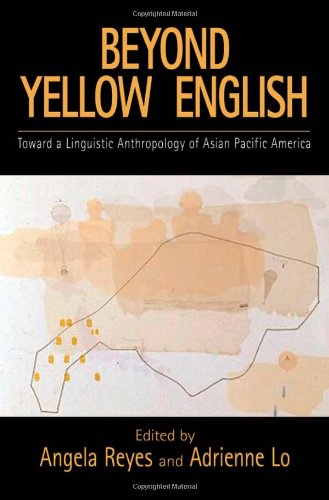 BEYOND
YELLOW ENGLISH
Toward a Linguistic Anthropology of Asian Pacific America
Edited by
Angela Reyes and Adrienne Lo